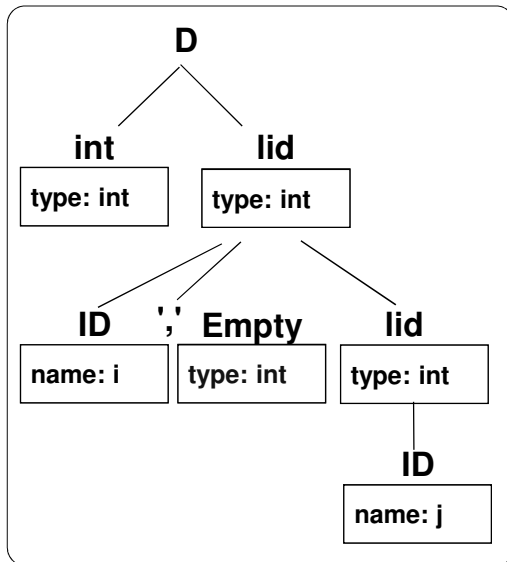 D
int lid
type: int type: int
ID ',' Empty lid
name: i type: int type: int
ID
name: j